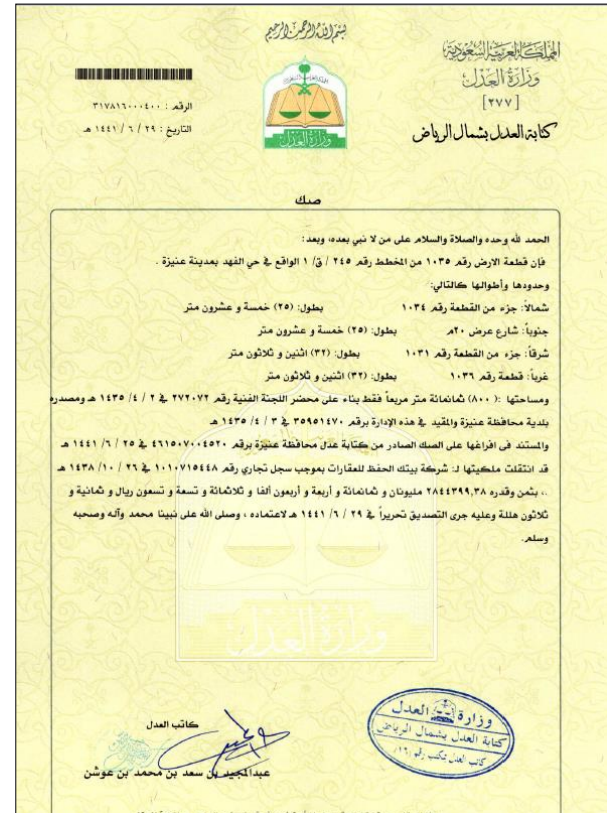 بسم الله الرحمن الرحيم
المملكة العربية السعودية
وزارة العدل
[٢٧٧]
كتابة العدل بشمال الرياض
الرقم : ٣١٧٨١٦٠٠٠٤٠٠
التاريخ : ٢٩ / ٦ / ١٤٤١ هـ
وزارة العدل
صك
الحمد لله وحده والصلاة والسلام على من لا نبي بعده، وبعد:
فإن قطعة الارض رقم ١٠٣٥ من المخطط رقم ٢٤٥ / ق/ ١ الواقع في حي الفهد بمدينة عنيزة .
وحدودها وأطوالها كالتالي:
شمالاً: جزء من القطعة رقم ١٠٣٤ بطول: (٢٥) خمسة و عشرون متر
جنوباً: شارع عرض ٢٠م بطول: (٢٥) خمسة و عشرون متر
شرقاً: جزء من القطعة رقم ١٠٣١ بطول: (٣٢) اثنين و ثلاثون متر
غرباً: قطعة رقم ١٠٣٦ بطول: (٣٢) اثنين و ثلاثون متر
ومساحتها :( ٨٠٠) ثمانمائة متر مربعاً فقط بناء على محضر اللجنة الفنية رقم ٢٧٢٠٧٢ في ٢ / ٤/ ١٤٣٥ هـ ومصدره
بلدية محافظة عنيزة والمقيد في هذه الإدارة برقم ٣٥٩٥١٤٧٠ في ٣ / ٤/ ١٤٣٥ هـ
والمستند في افراغها على الصك الصادر من كتابة عدل محافظة عنيزة برقم ٤٦١٥٠٧٠٠٤٥٢٠ في ٢٥ / ٦/ ١٤٤١ هـ
قد انتقلت ملكيتها لـ: شركة بيتك الحفظ للعقارات بموجب سجل تجاري رقم ١٠١٠٧١٥٤٤٨ في ٢٦ / ١٠/ ١٤٣٨ هـ
،. بثمن وقدره ٢٨٤٤٣٩٩,٣٨ مليونان و ثمانمائة و أربعة و أربعون ألفا و ثلاثمائة و تسعة و تسعون ريال و ثمانية و
ثلاثون هللة وعليه جرى التصديق تحريراً في ٢٩ / ٦/ ١٤٤١ هـ لاعتماده ، وصلى الله على نبينا محمد وآله وصحبه
وسلم.
وزارة العدل
كاتب العدل
عبدالمجيد بن سعد بن محمد بن عوشن
وزارة العدل
كتابة العدل بشمال الرياض
كاتب العدل بمكتب رقم (١٦)